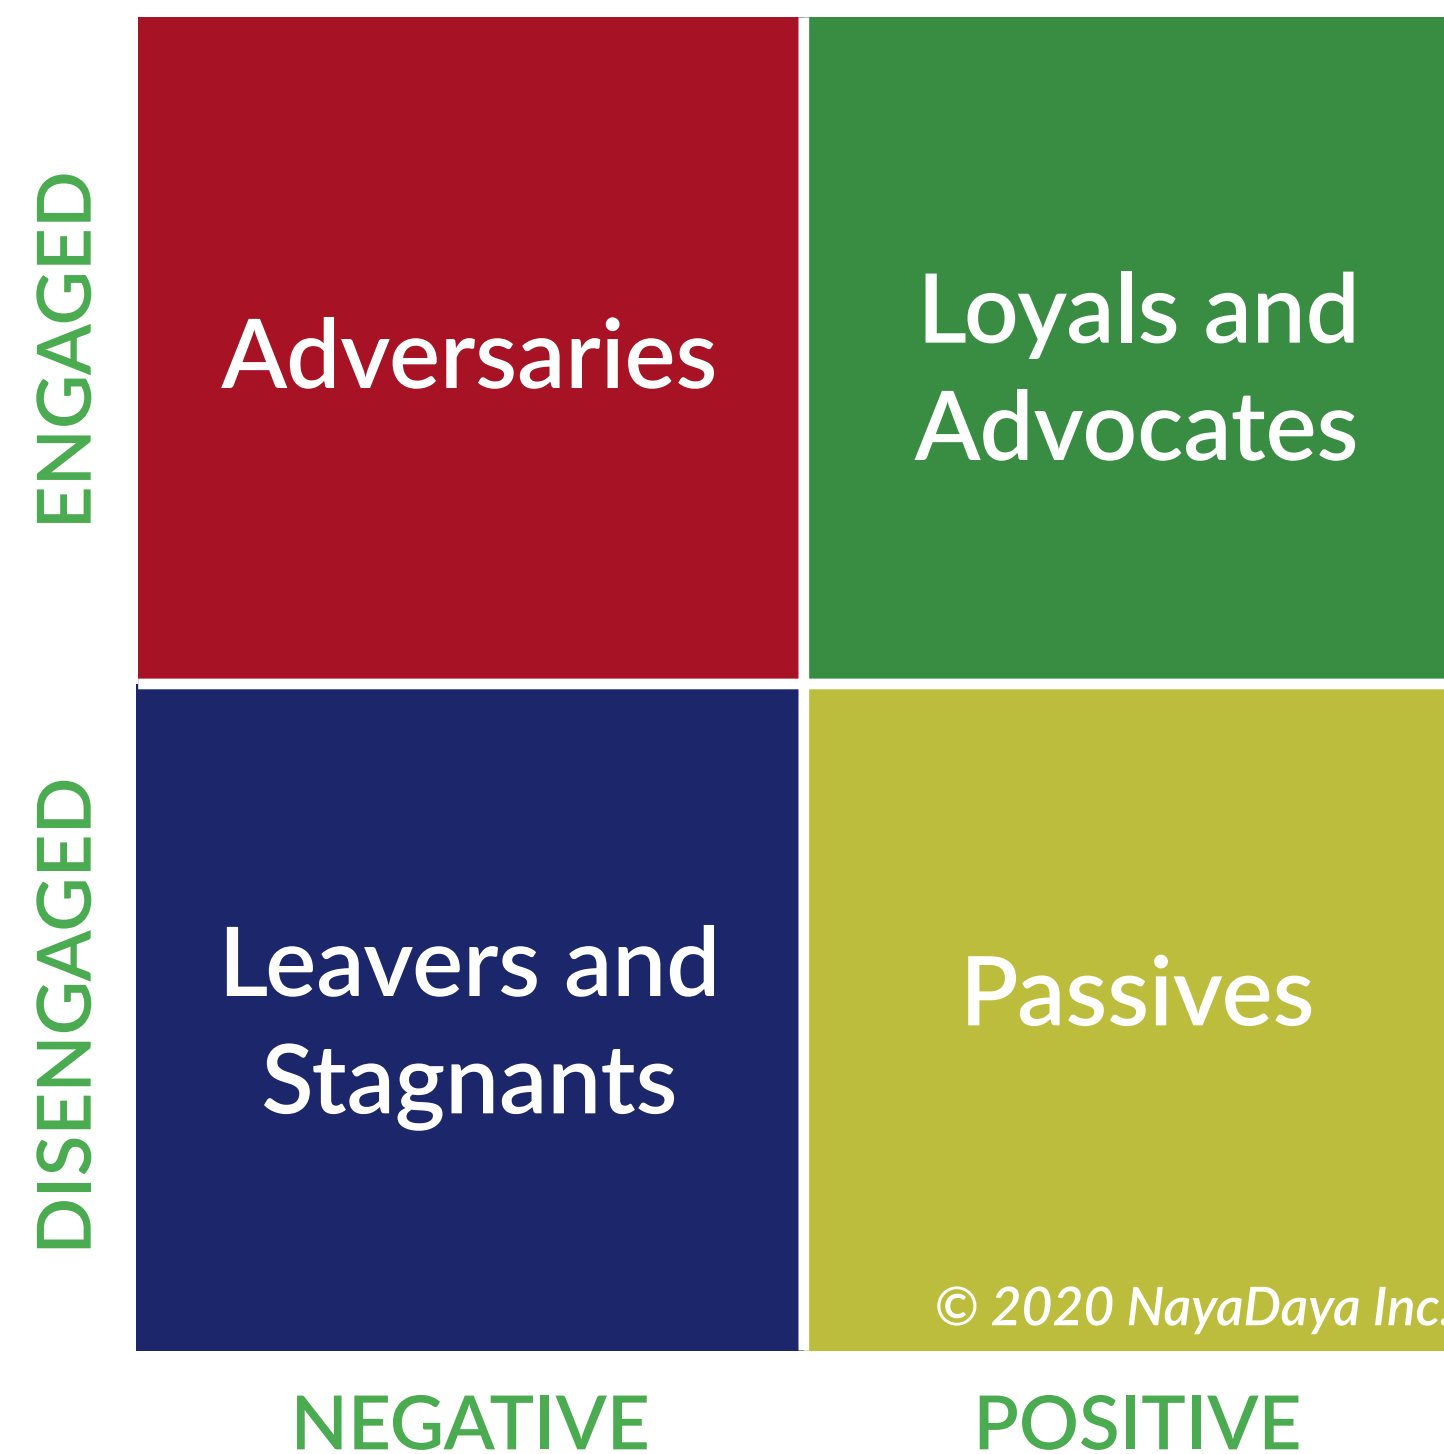 ENGAGED
Adversaries
Loyals and
Advocates
DISENGAGED
Leavers and
Stagnants
Passives
© 2020 NayaDaya Inc.
NEGATIVE
POSITIVE